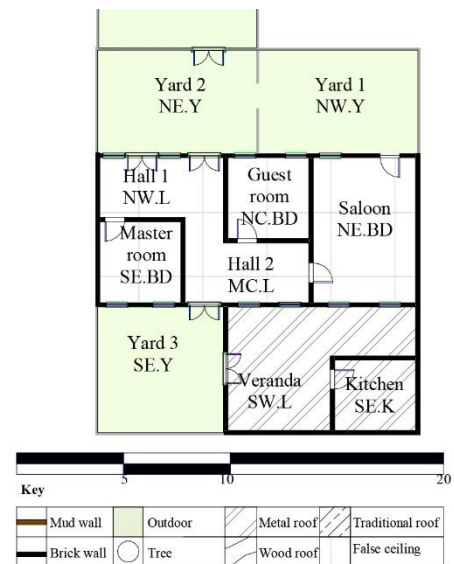 Yard 2
NE.Y
Yard 1
NW.Y
Hall 1
NW.L
Guest
room
NC.BD
Saloon
NE.BD
Master
room
SE.BD
Hall 2
MC.L
Yard 3
SE.Y
Veranda
SW.L
Kitchen
SE.K
5 10 20
Key
Mud wall Outdoor Metal roof Traditional roof
Brick wall Tree Wood roof False ceiling